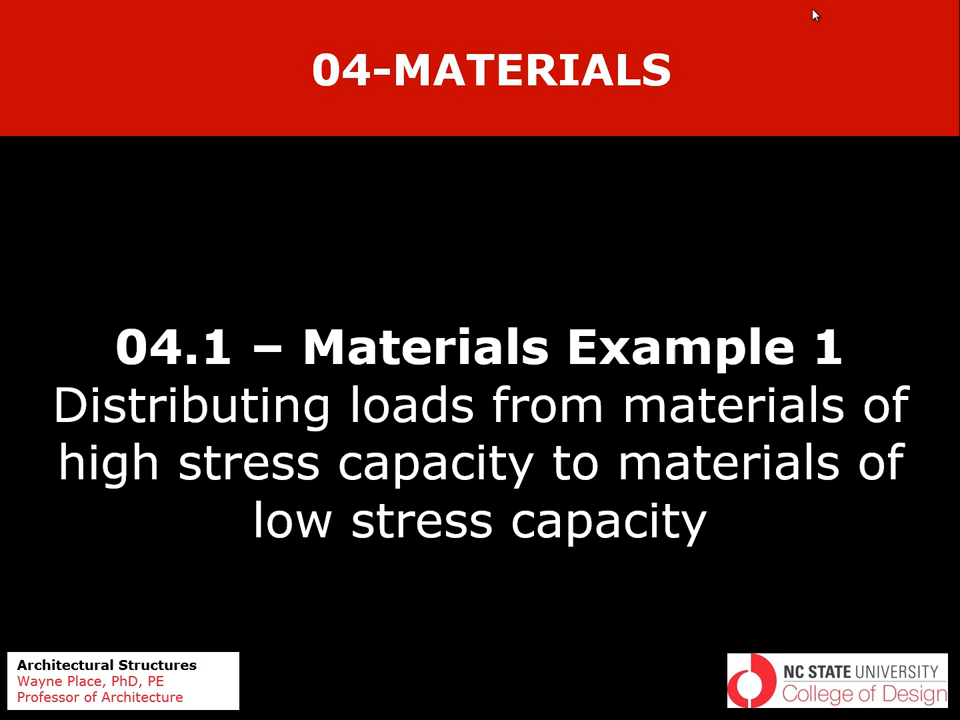 04-MATERIALS
04.1 – Materials Example 1
Distributing loads from materials of
high stress capacity to materials of
low stress capacity
Architectural Structures
Wayne Place, PhD, PE
Professor of Architecture
NC STATE UNIVERSITY
College of Design